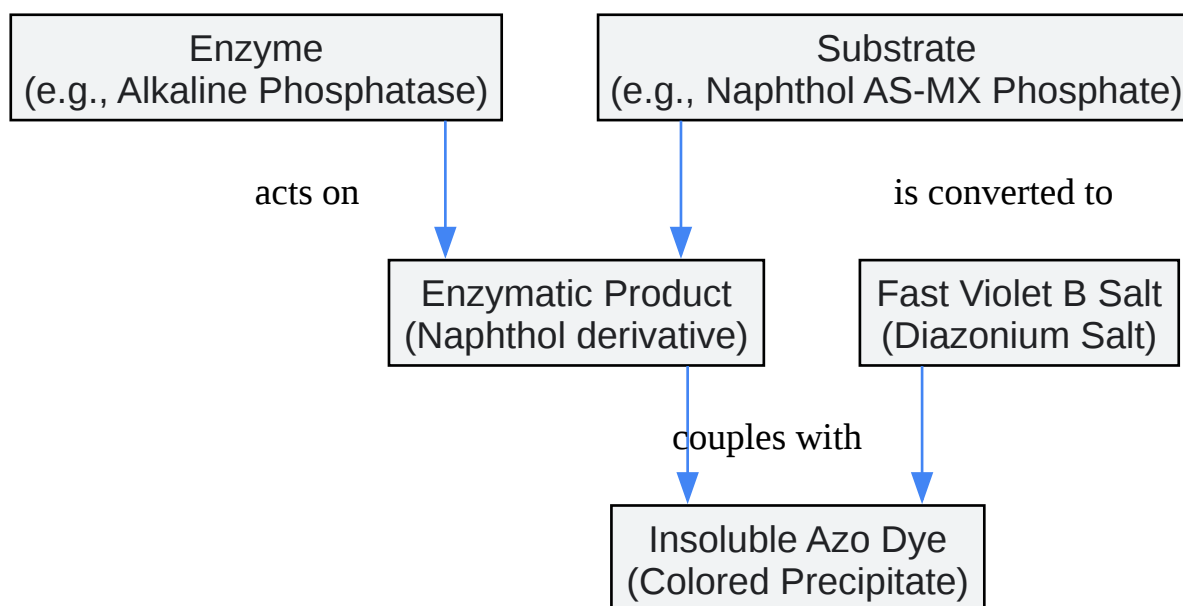 Enzyme
(e.g., Alkaline Phosphatase)
Substrate
(e.g., Naphthol AS-MX Phosphate)
acts on
is converted to
Enzymatic Product
(Naphthol derivative)
Fast Violet B Salt
(Diazonium Salt)
couples with
Insoluble Azo Dye
(Colored Precipitate)